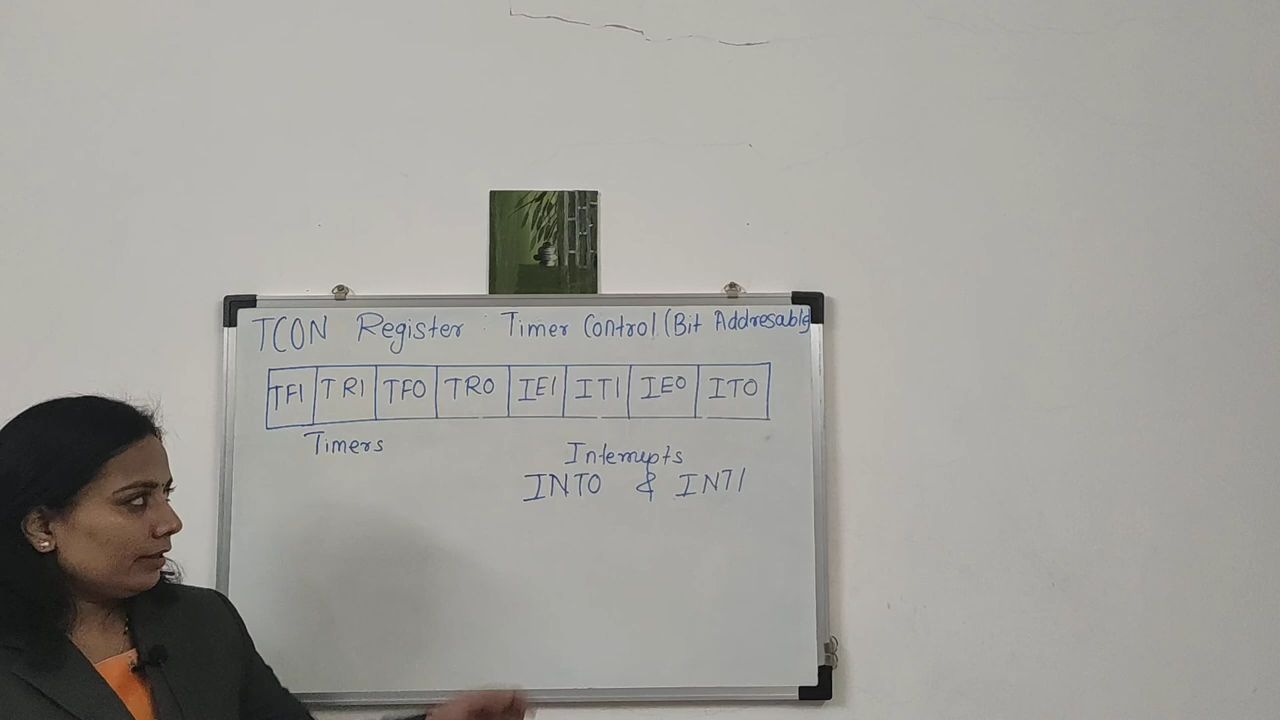 TCON Register : Timer Control (Bit Addresable)
TF1 TR1 TF0 TR0 IE1 IT1 IE0 IT0
Timers
Interrupts
INT0 & INT1